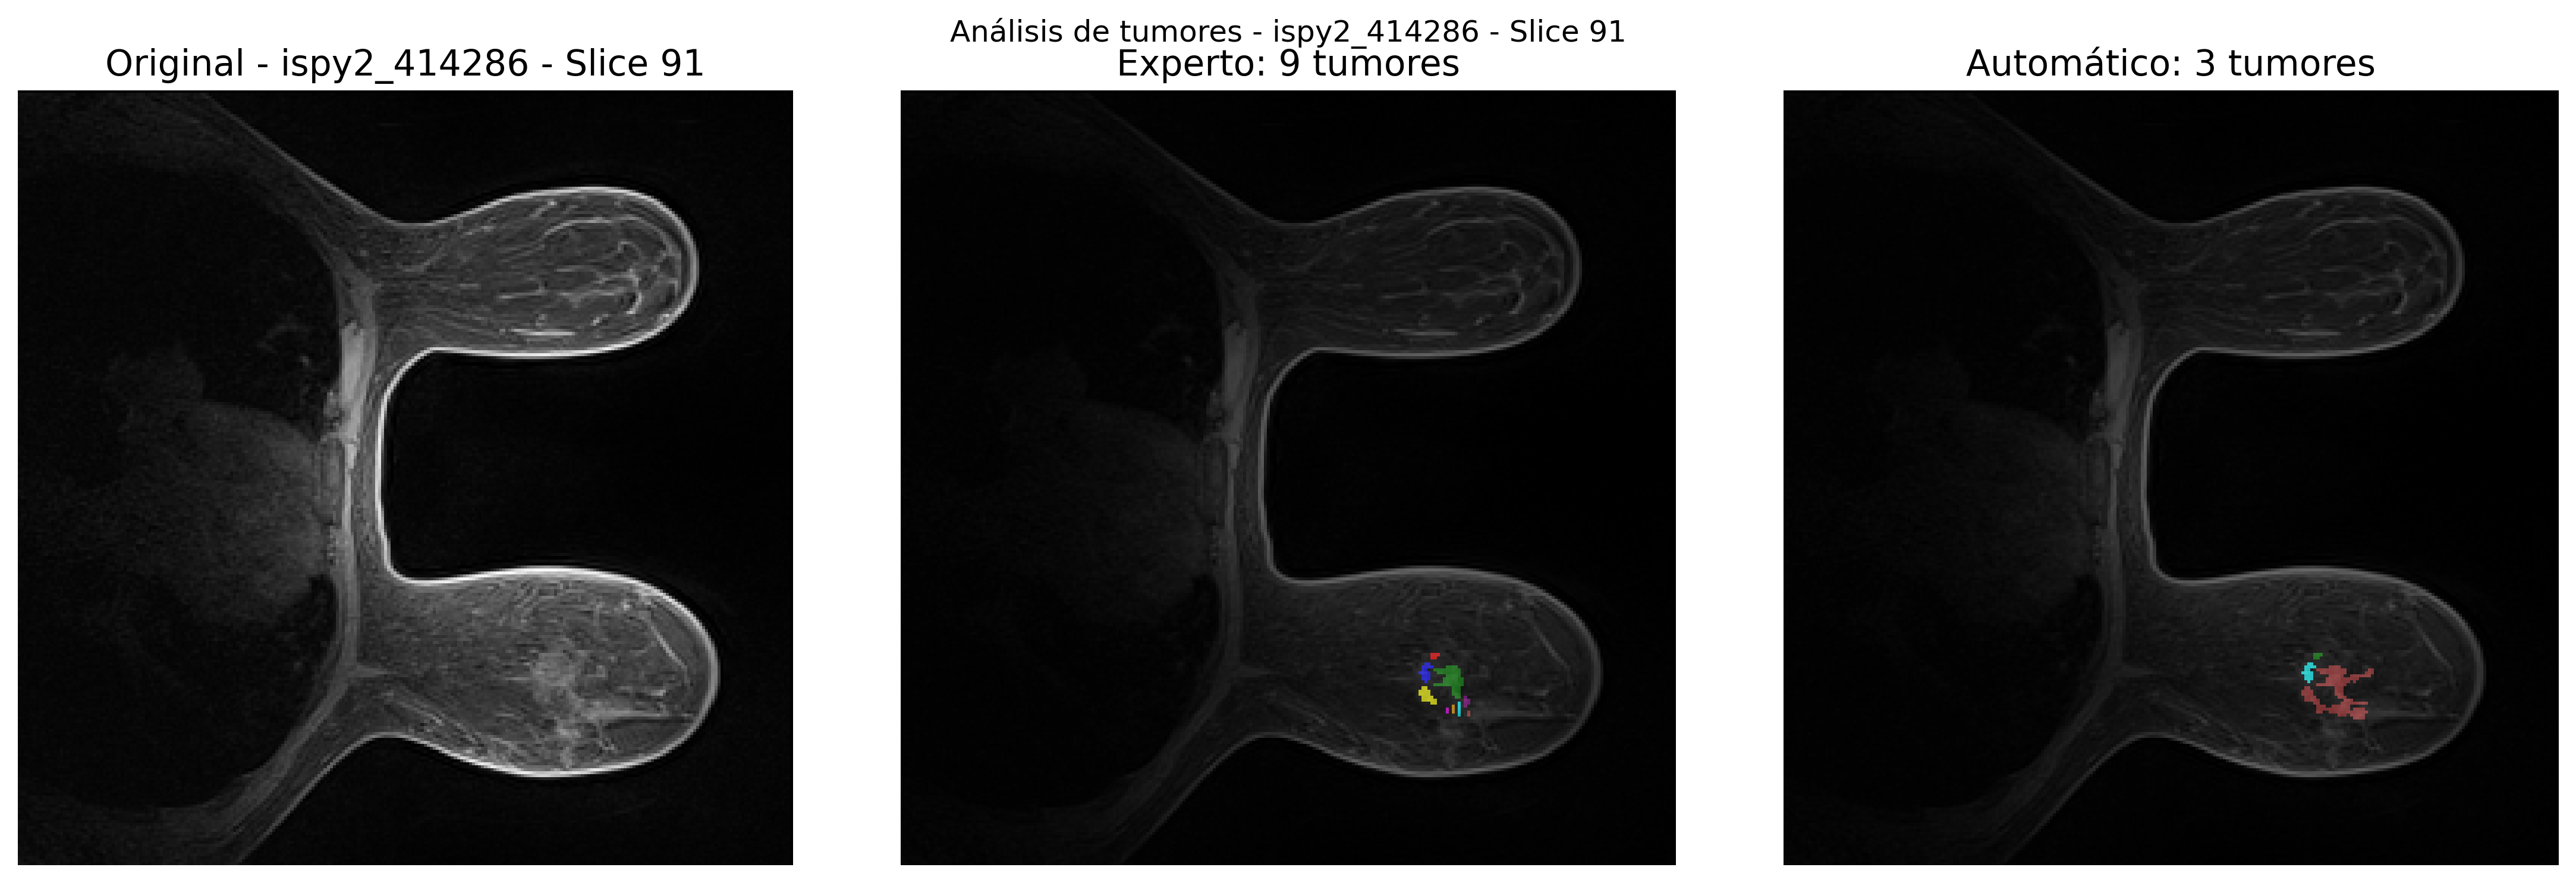 Análisis de tumores - ispy2_414286 - Slice 91
Original - ispy2_414286 - Slice 91
Experto: 9 tumores
Automático: 3 tumores